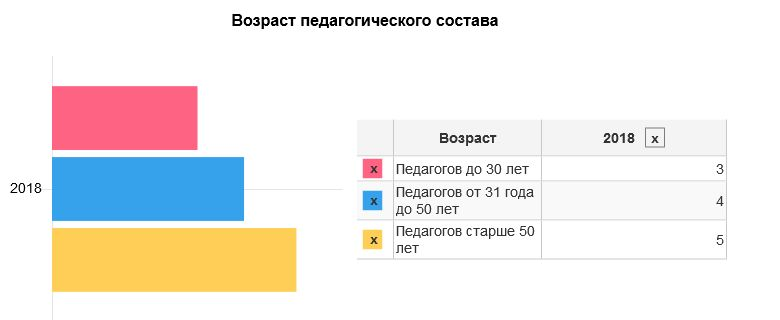 Возраст педагогического состава
2018
Возраст 2018 x
x Педагогов до 30 лет 3
x Педагогов от 31 года
до 50 лет 4
x Педагогов старше 50
лет 5